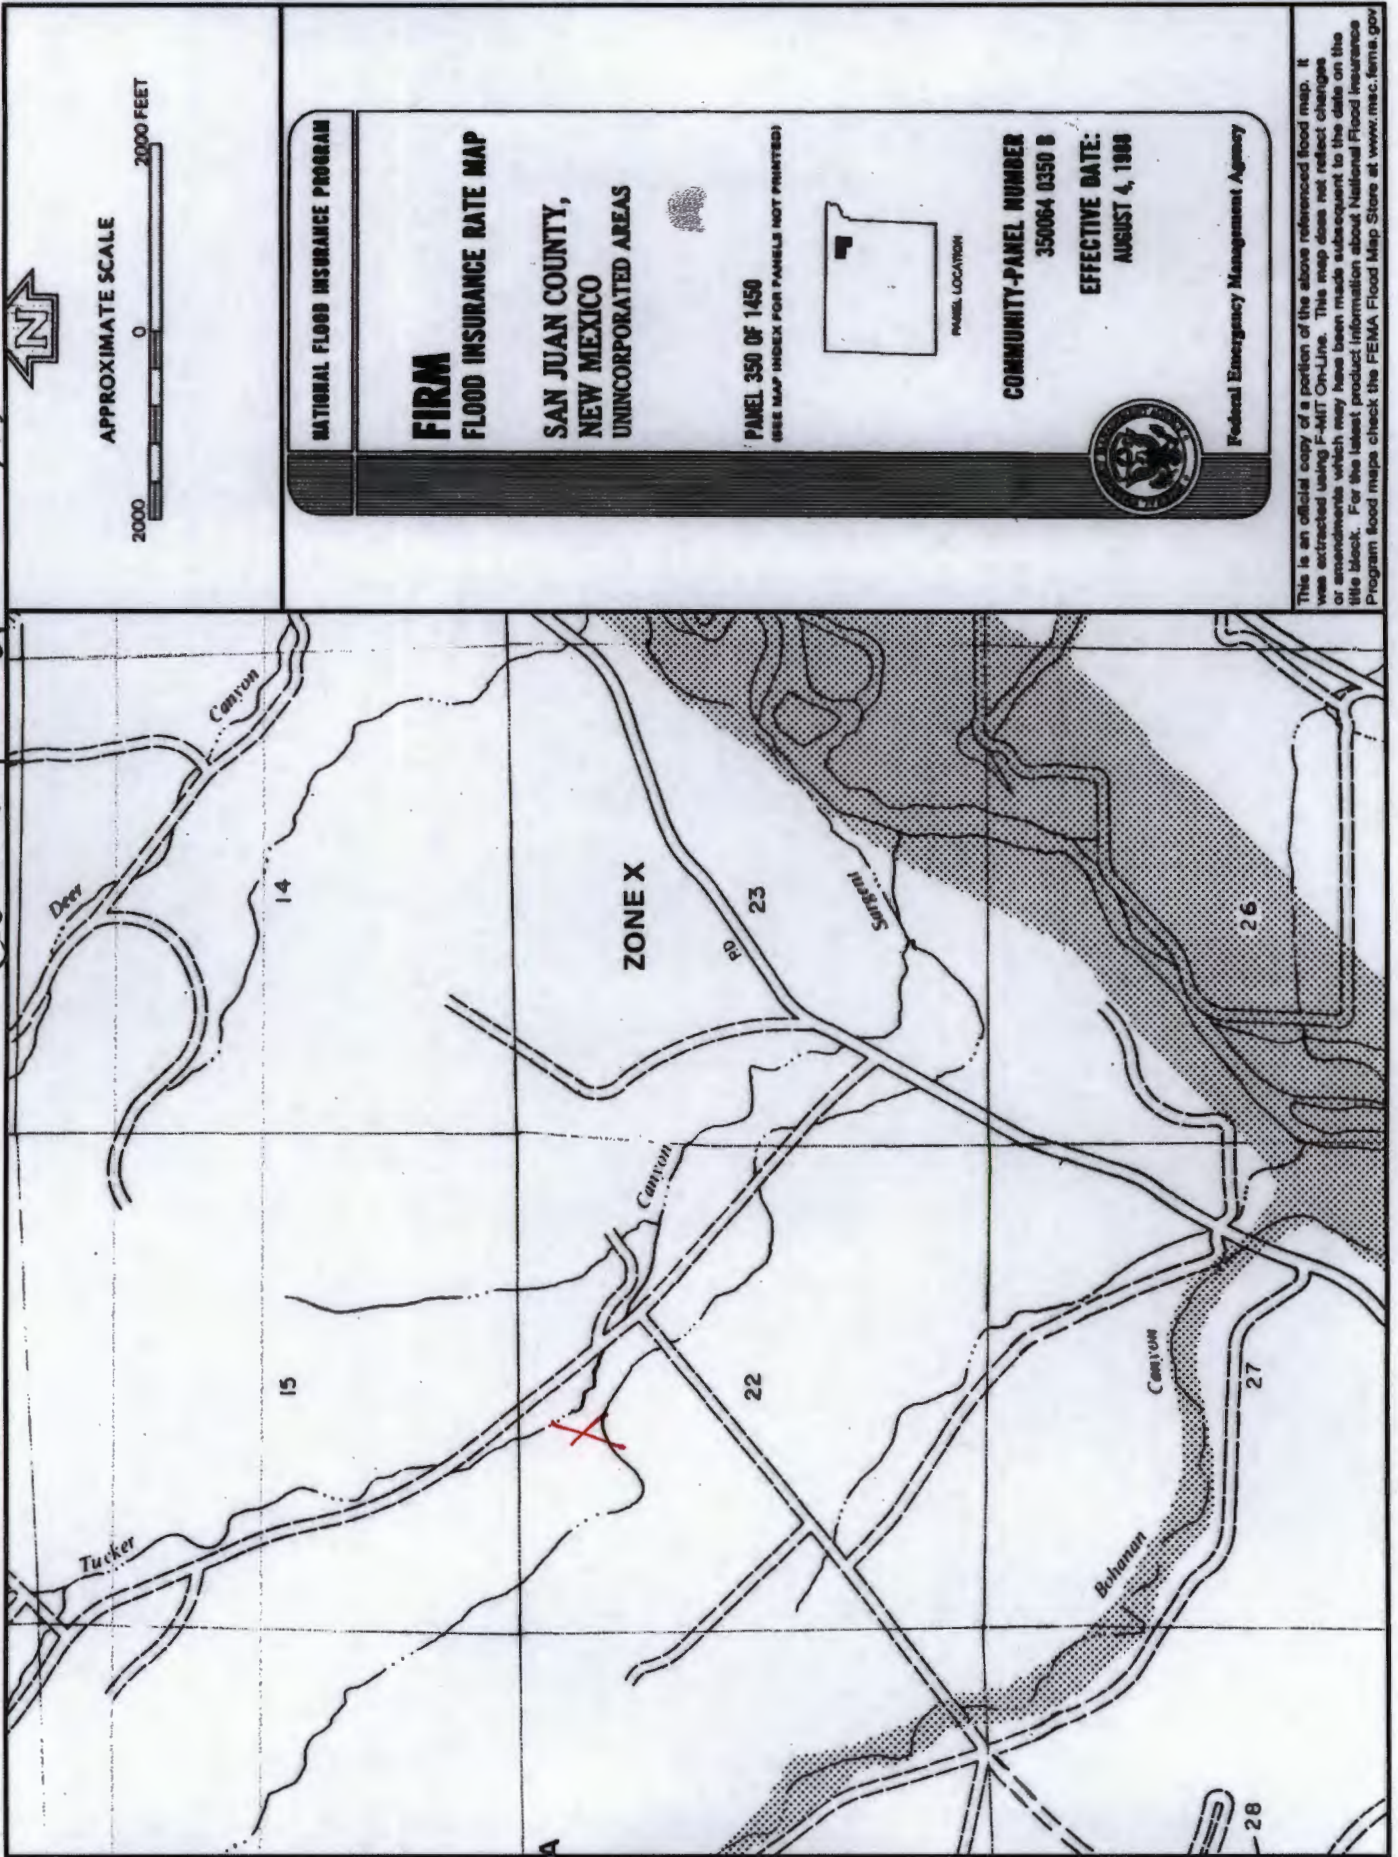 N
APPROXIMATE SCALE
2000 0 2000 FEET
NATIONAL FLOOD INSURANCE PROGRAM
FIRM
FLOOD INSURANCE RATE MAP
SAN JUAN COUNTY,
NEW MEXICO
UNINCORPORATED AREAS
PANEL 350 OF 1450
(SEE MAP INDEX FOR PANELS NOT PRINTED)
PANEL LOCATION
COMMUNITY-PANEL NUMBER
350064 0350 B
EFFECTIVE DATE:
AUGUST 4, 1988
Federal Emergency Management Agency
This is an official copy of a portion of the above referenced flood map. It
was extracted using F-MIT On-Line. This map does not reflect changes
or amendments which may have been made subsequent to the date on the
title block. For the latest product information about National Flood Insurance
Program flood maps check the FEMA Flood Map Store at www.msc.fema.gov
Tucker
Canyon
Deer
Canyon
15
14
ZONE X
22
23
RD
Bohanan
Canyon
27
26
28
A